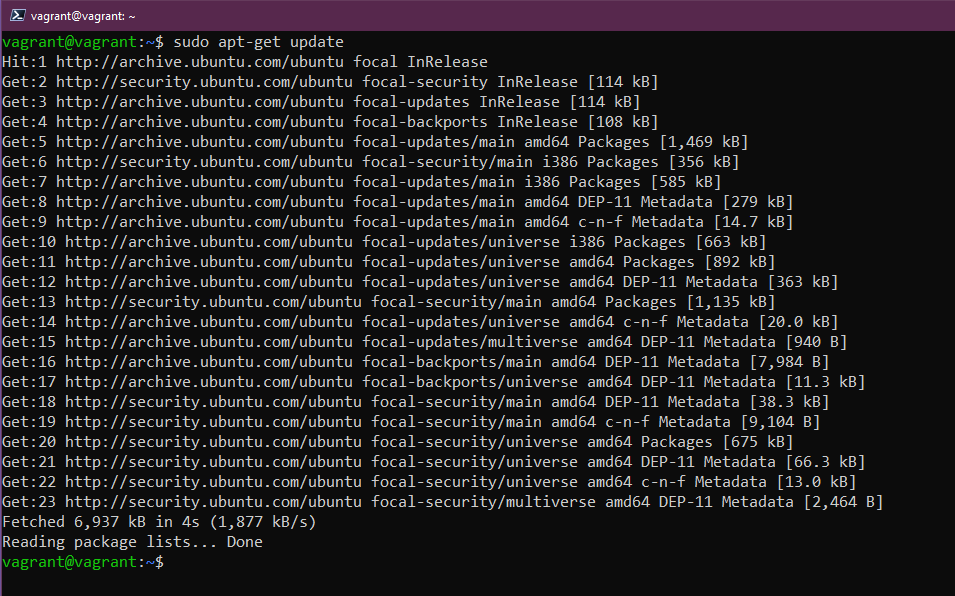 vagrant@vagrant: ~
vagrant@vagrant:~$ sudo apt-get update
Hit:1 http://archive.ubuntu.com/ubuntu focal InRelease
Get:2 http://security.ubuntu.com/ubuntu focal-security InRelease [114 kB]
Get:3 http://archive.ubuntu.com/ubuntu focal-updates InRelease [114 kB]
Get:4 http://archive.ubuntu.com/ubuntu focal-backports InRelease [108 kB]
Get:5 http://archive.ubuntu.com/ubuntu focal-updates/main amd64 Packages [1,469 kB]
Get:6 http://security.ubuntu.com/ubuntu focal-security/main i386 Packages [356 kB]
Get:7 http://archive.ubuntu.com/ubuntu focal-updates/main i386 Packages [585 kB]
Get:8 http://archive.ubuntu.com/ubuntu focal-updates/main amd64 DEP-11 Metadata [279 kB]
Get:9 http://archive.ubuntu.com/ubuntu focal-updates/main amd64 c-n-f Metadata [14.7 kB]
Get:10 http://archive.ubuntu.com/ubuntu focal-updates/universe i386 Packages [663 kB]
Get:11 http://archive.ubuntu.com/ubuntu focal-updates/universe amd64 Packages [892 kB]
Get:12 http://archive.ubuntu.com/ubuntu focal-updates/universe amd64 DEP-11 Metadata [363 kB]
Get:13 http://security.ubuntu.com/ubuntu focal-security/main amd64 Packages [1,135 kB]
Get:14 http://archive.ubuntu.com/ubuntu focal-updates/universe amd64 c-n-f Metadata [20.0 kB]
Get:15 http://archive.ubuntu.com/ubuntu focal-updates/multiverse amd64 DEP-11 Metadata [940 B]
Get:16 http://archive.ubuntu.com/ubuntu focal-backports/main amd64 DEP-11 Metadata [7,984 B]
Get:17 http://archive.ubuntu.com/ubuntu focal-backports/universe amd64 DEP-11 Metadata [11.3 kB]
Get:18 http://security.ubuntu.com/ubuntu focal-security/main amd64 DEP-11 Metadata [38.3 kB]
Get:19 http://security.ubuntu.com/ubuntu focal-security/main amd64 c-n-f Metadata [9,104 B]
Get:20 http://security.ubuntu.com/ubuntu focal-security/universe amd64 Packages [675 kB]
Get:21 http://security.ubuntu.com/ubuntu focal-security/universe amd64 DEP-11 Metadata [66.3 kB]
Get:22 http://security.ubuntu.com/ubuntu focal-security/universe amd64 c-n-f Metadata [13.0 kB]
Get:23 http://security.ubuntu.com/ubuntu focal-security/multiverse amd64 DEP-11 Metadata [2,464 B]
Fetched 6,937 kB in 4s (1,877 kB/s)
Reading package lists... Done
vagrant@vagrant:~$